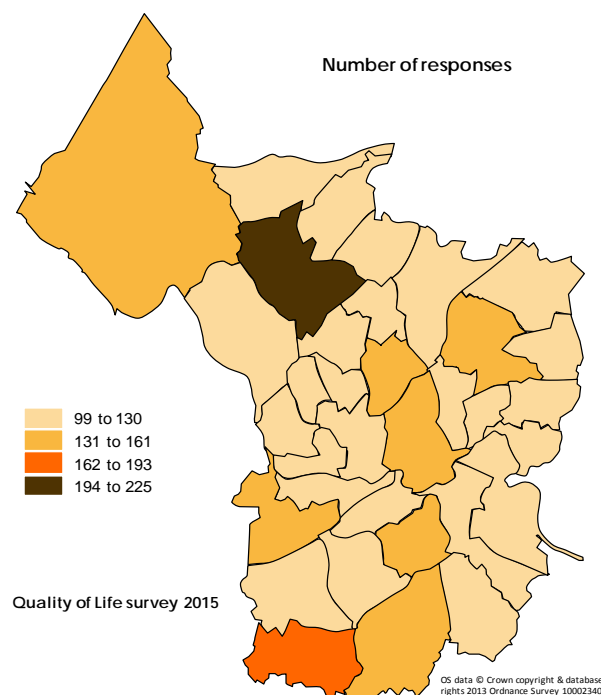 Number of responses
99 to 130
131 to 161
162 to 193
194 to 225
Quality of Life survey 2015
OS data © Crown copyright & database
rights 2013 Ordnance Survey 10002340